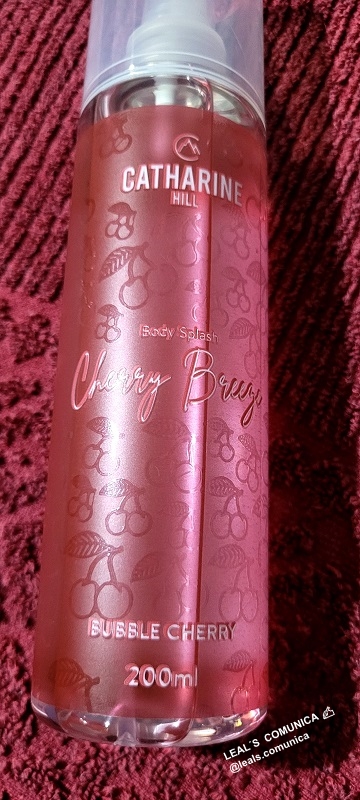 CATHARINE
HILL
Body Splash
Cherry Breeze
BUBBLE CHERRY
200ml
LEAL'S COMUNICA ✍
@leals.comunica